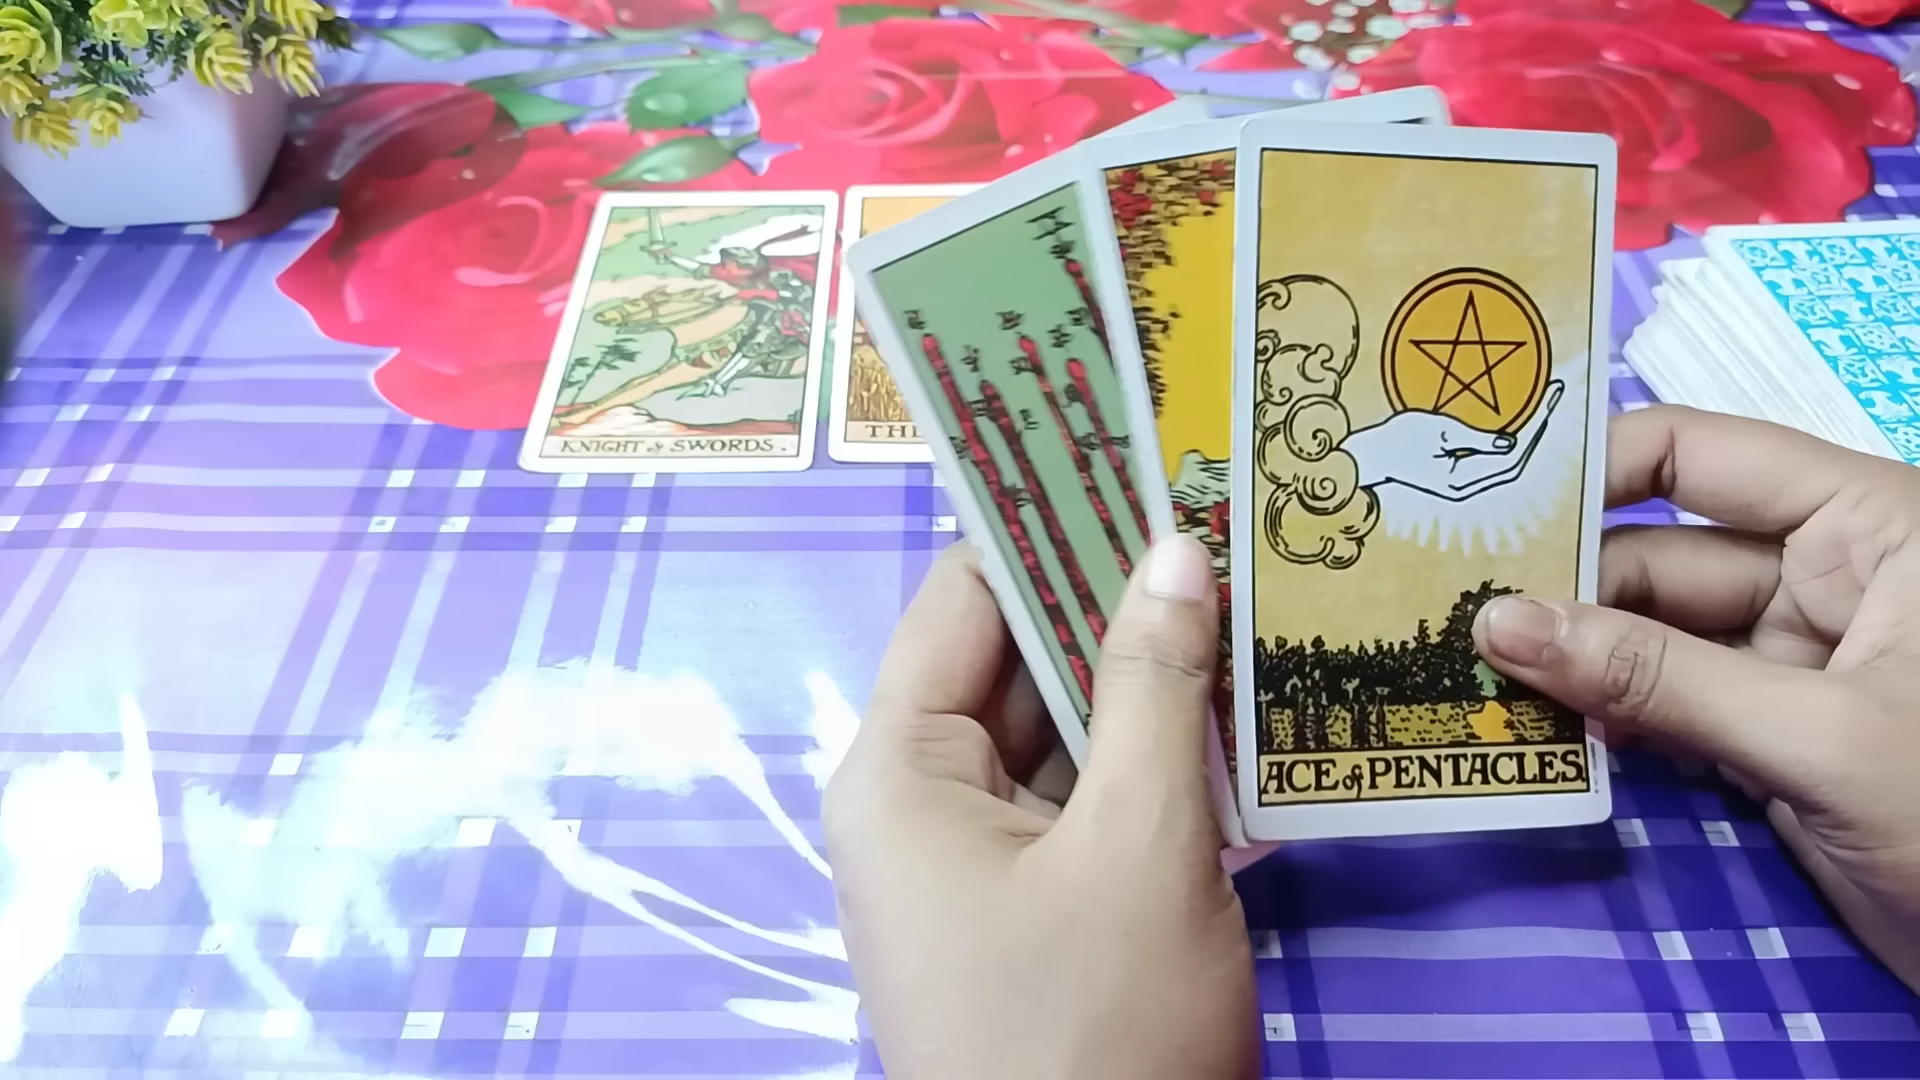 KNIGHT of SWORDS.
THE
ACE of PENTACLES.